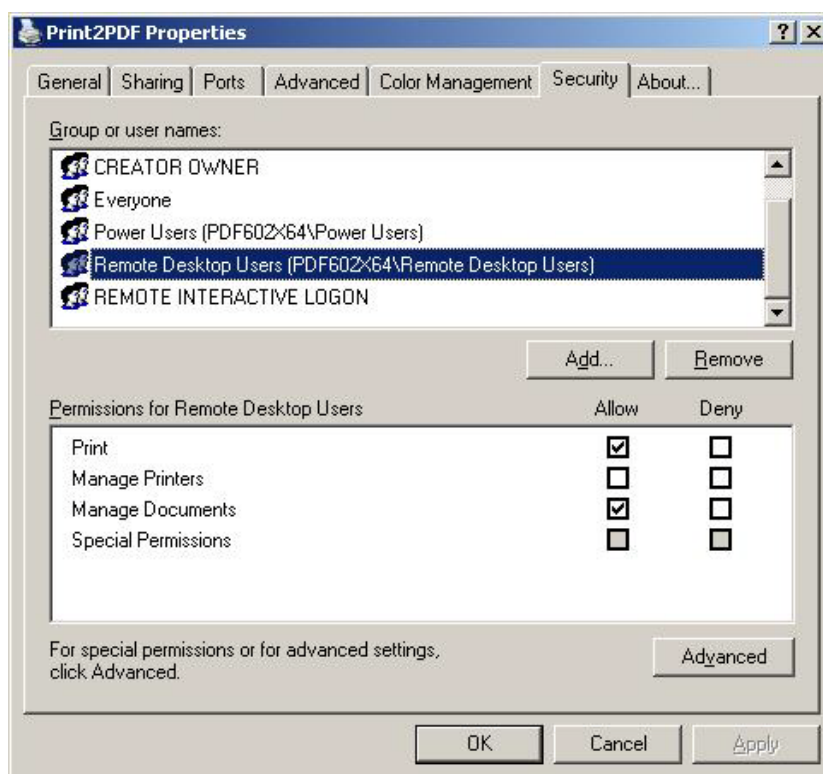 Print2PDF Properties
General Sharing Ports Advanced Color Management Security About...
Group or user names:
CREATOR OWNER
Everyone
Power Users (PDF602X64\Power Users)
Remote Desktop Users (PDF602X64\Remote Desktop Users)
REMOTE INTERACTIVE LOGON
Add... Remove
Permissions for Remote Desktop Users Allow Deny
Print
Manage Printers
Manage Documents
Special Permissions
For special permissions or for advanced settings,
click Advanced.
Advanced
OK Cancel Apply